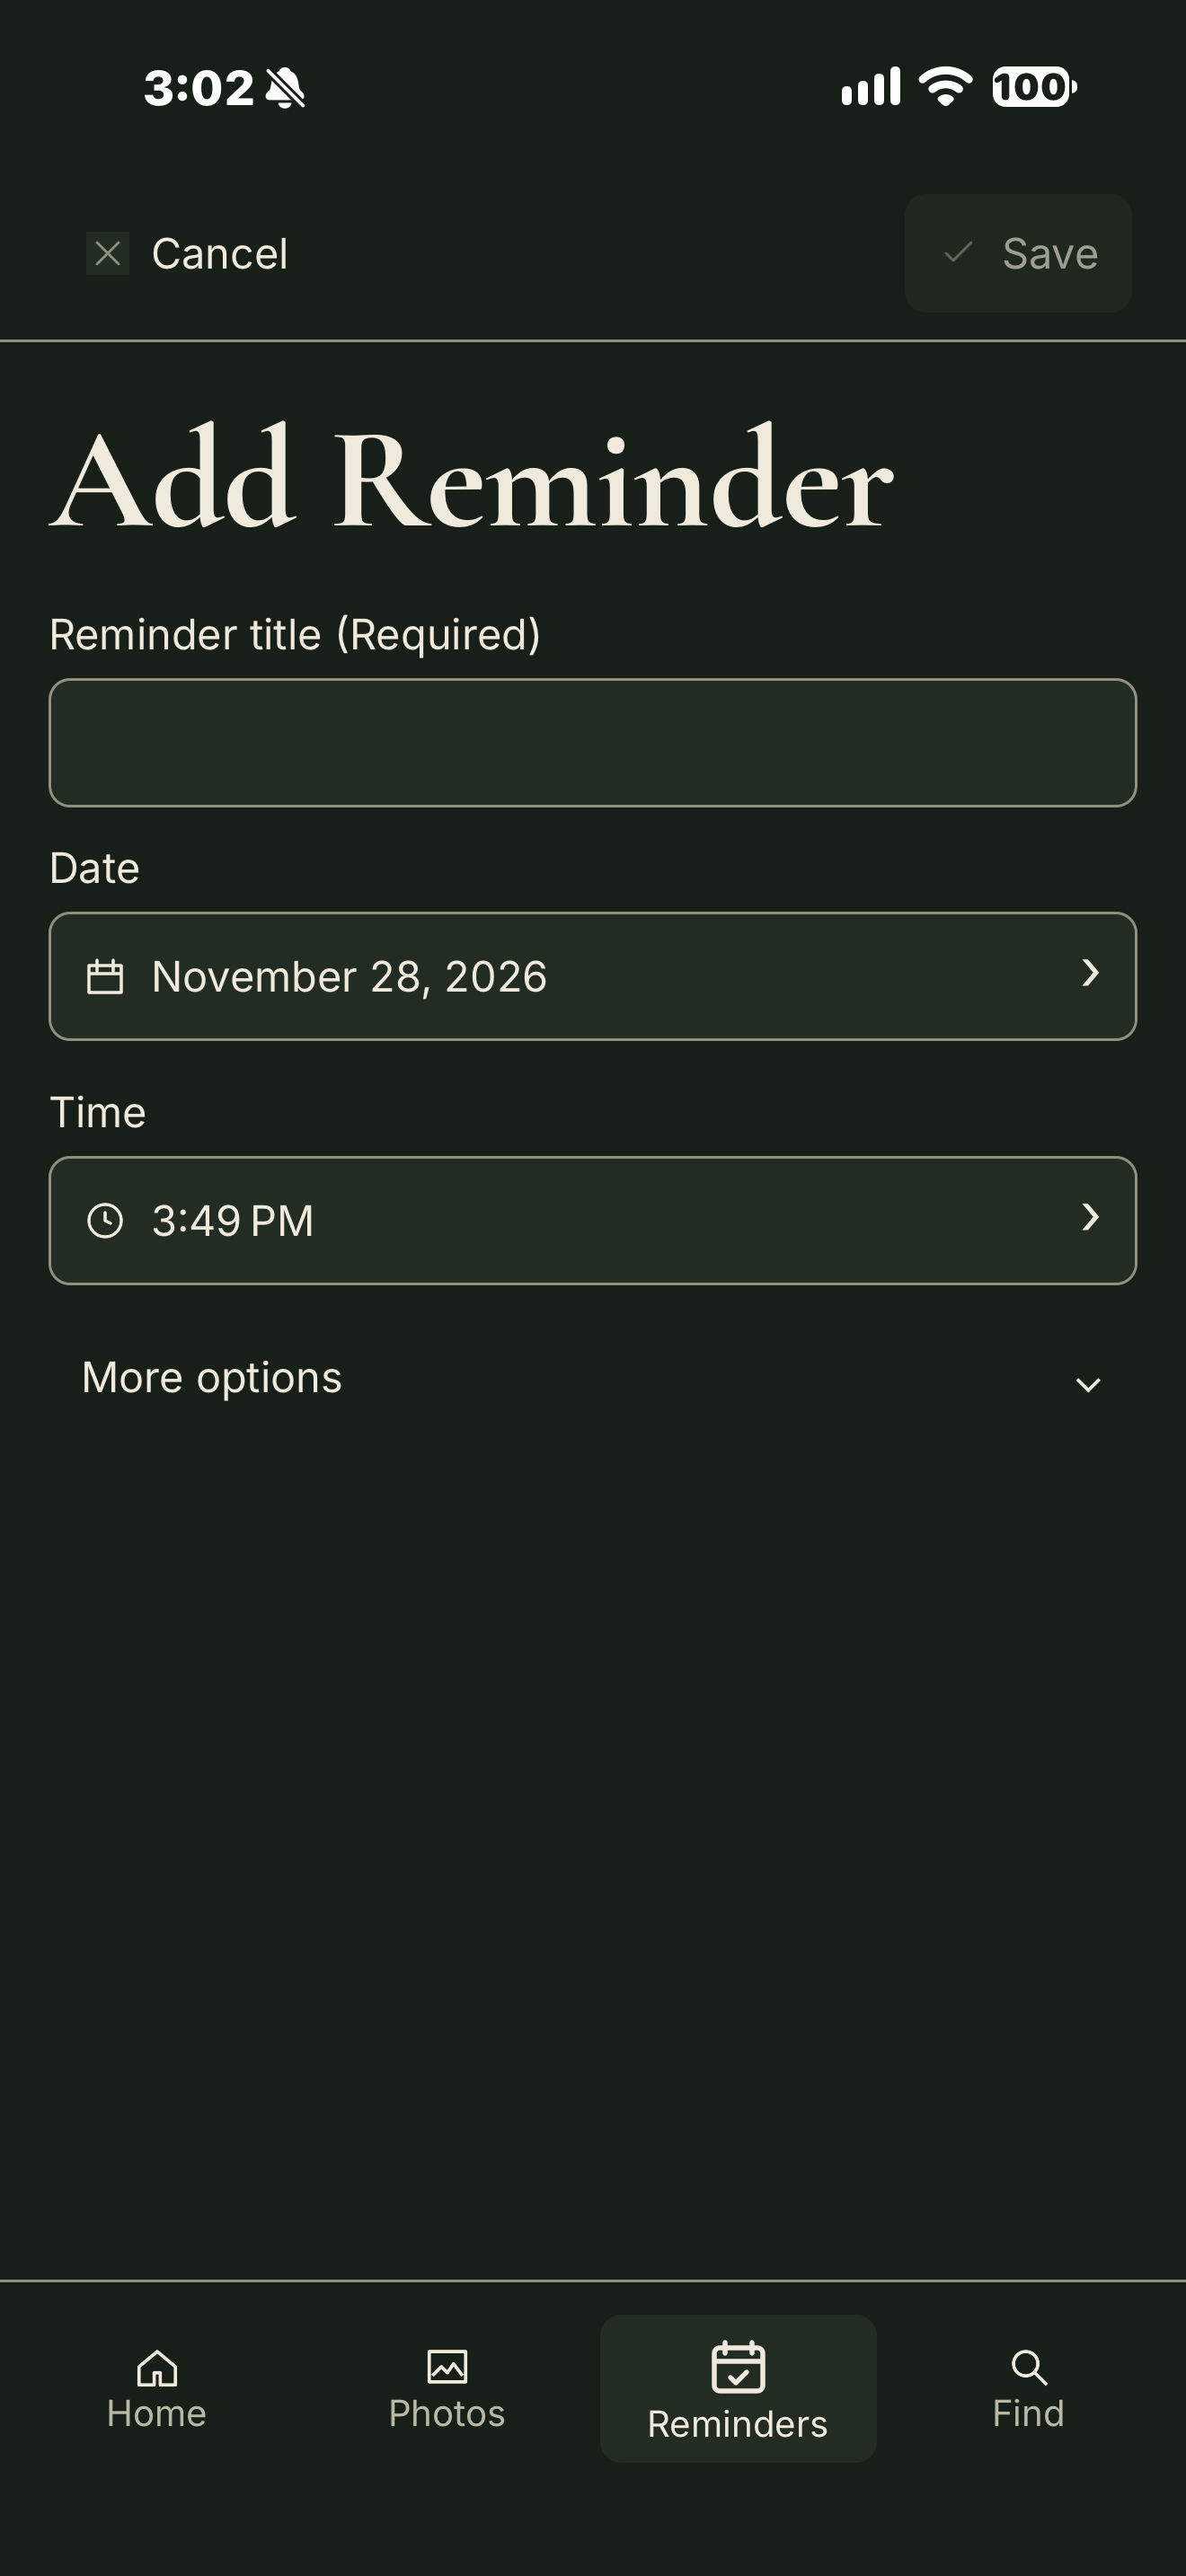 3:02
100
Cancel
Save
Add Reminder
Reminder title (Required)
Date
November 28, 2026
Time
3:49 PM
More options
Home
Photos
Reminders
Find